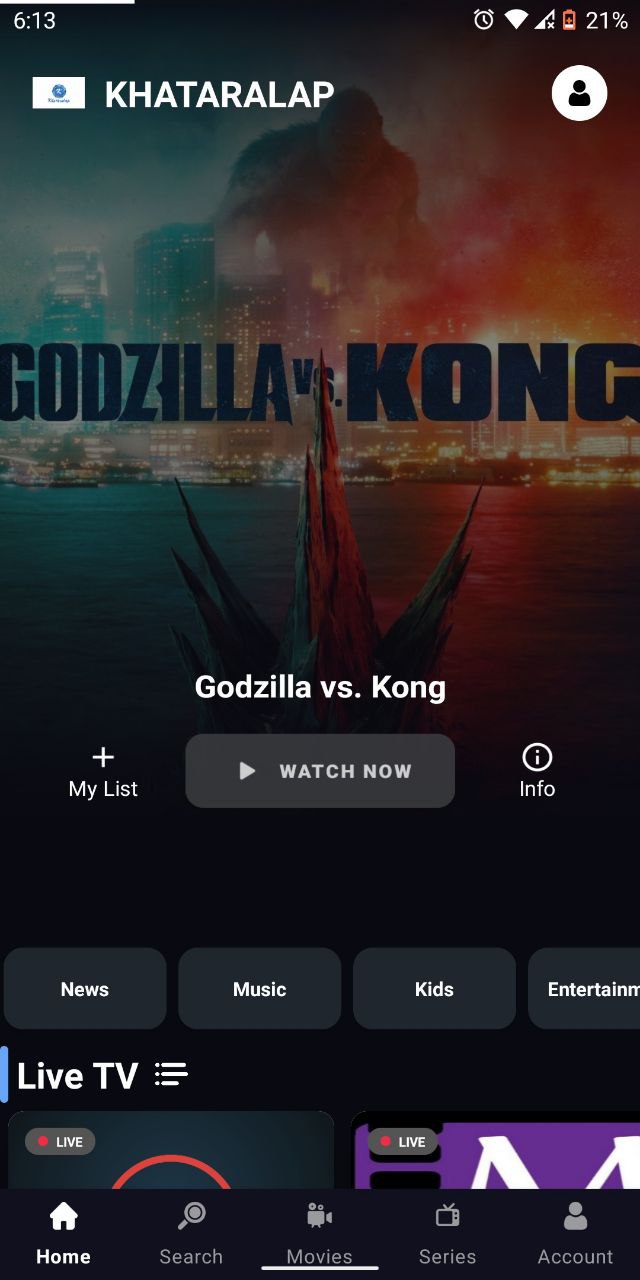 6:13
21%
KHATARALAP
GODZILLA vs. KONG
Godzilla vs. Kong
My List
WATCH NOW
Info
News
Music
Kids
Entertainm
Live TV
LIVE
LIVE
Home
Search
Movies
Series
Account